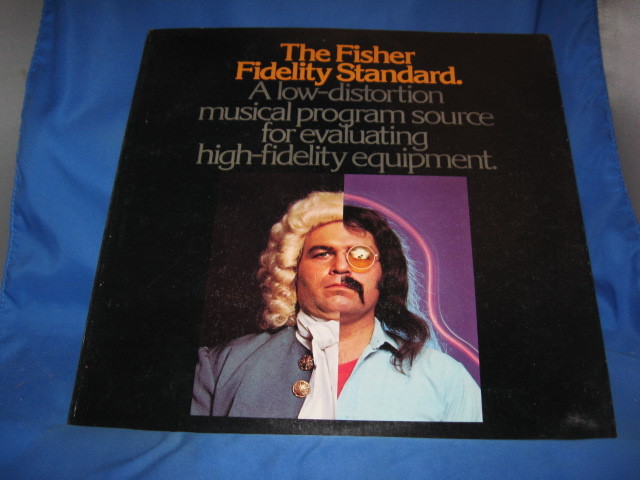 The Fisher
Fidelity Standard.
A low-distortion
musical program source
for evaluating
high-fidelity equipment.